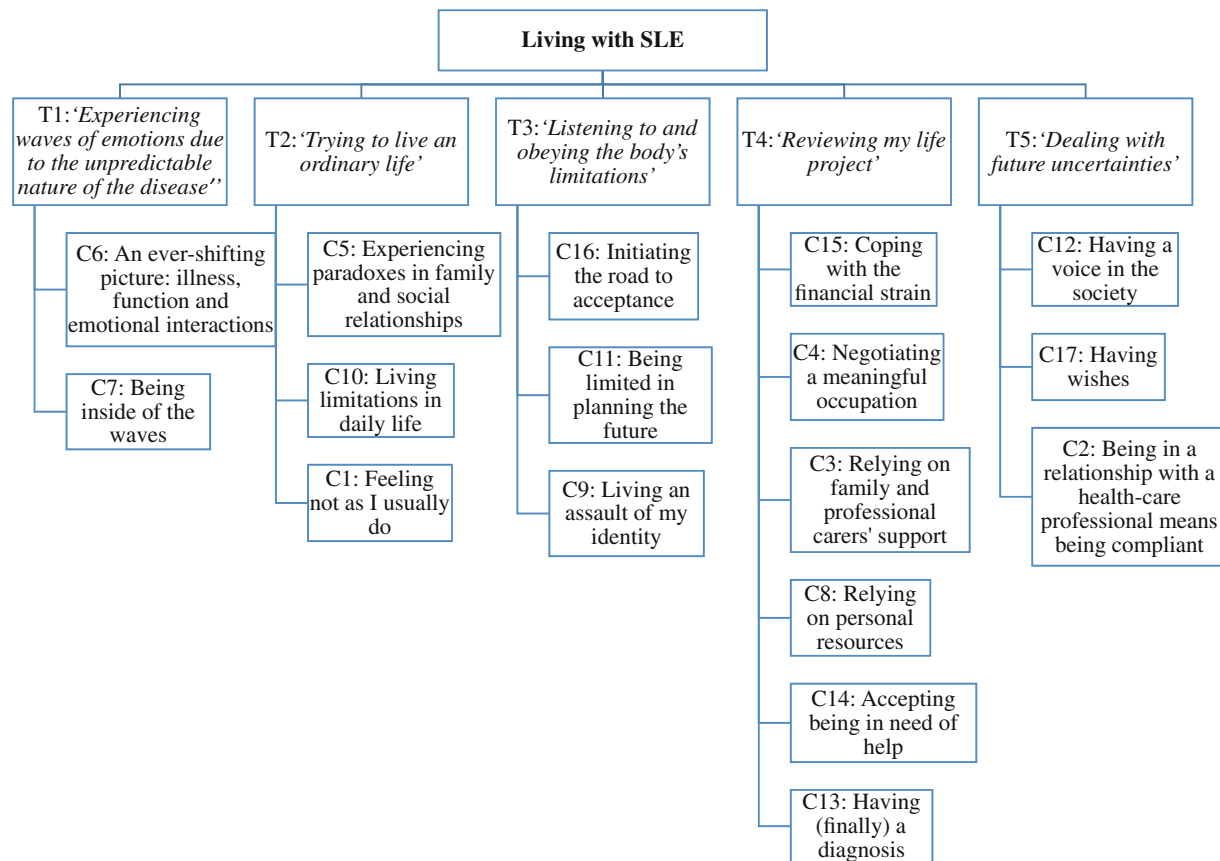 Living with SLE
T1:‘Experiencing
waves of emotions due
to the unpredictable
nature of the disease’’
T2: ‘Trying to live an
ordinary life’
T3:‘Listening to and
obeying the body’s
limitations’
T4:‘Reviewing my life
project’
T5: ‘Dealing with
future uncertainties’
C6: An ever-shifting
picture: illness,
function and
emotional interactions
C7: Being
inside of the
waves
C5: Experiencing
paradoxes in family
and social
relationships
C10: Living
limitations in
daily life
C1: Feeling
not as I usually
do
C16: Initiating
the road to
acceptance
C11: Being
limited in
planning the
future
C9: Living an
assault of my
identity
C15: Coping
with the
financial strain
C4: Negotiating
a meaningful
occupation
C3: Relying on
family and
professional
carers' support
C8: Relying
on personal
resources
C14: Accepting
being in need of
help
C13: Having
(finally) a
diagnosis
C12: Having a
voice in the
society
C17: Having
wishes
C2: Being in a
relationship with a
health-care
professional means
being compliant